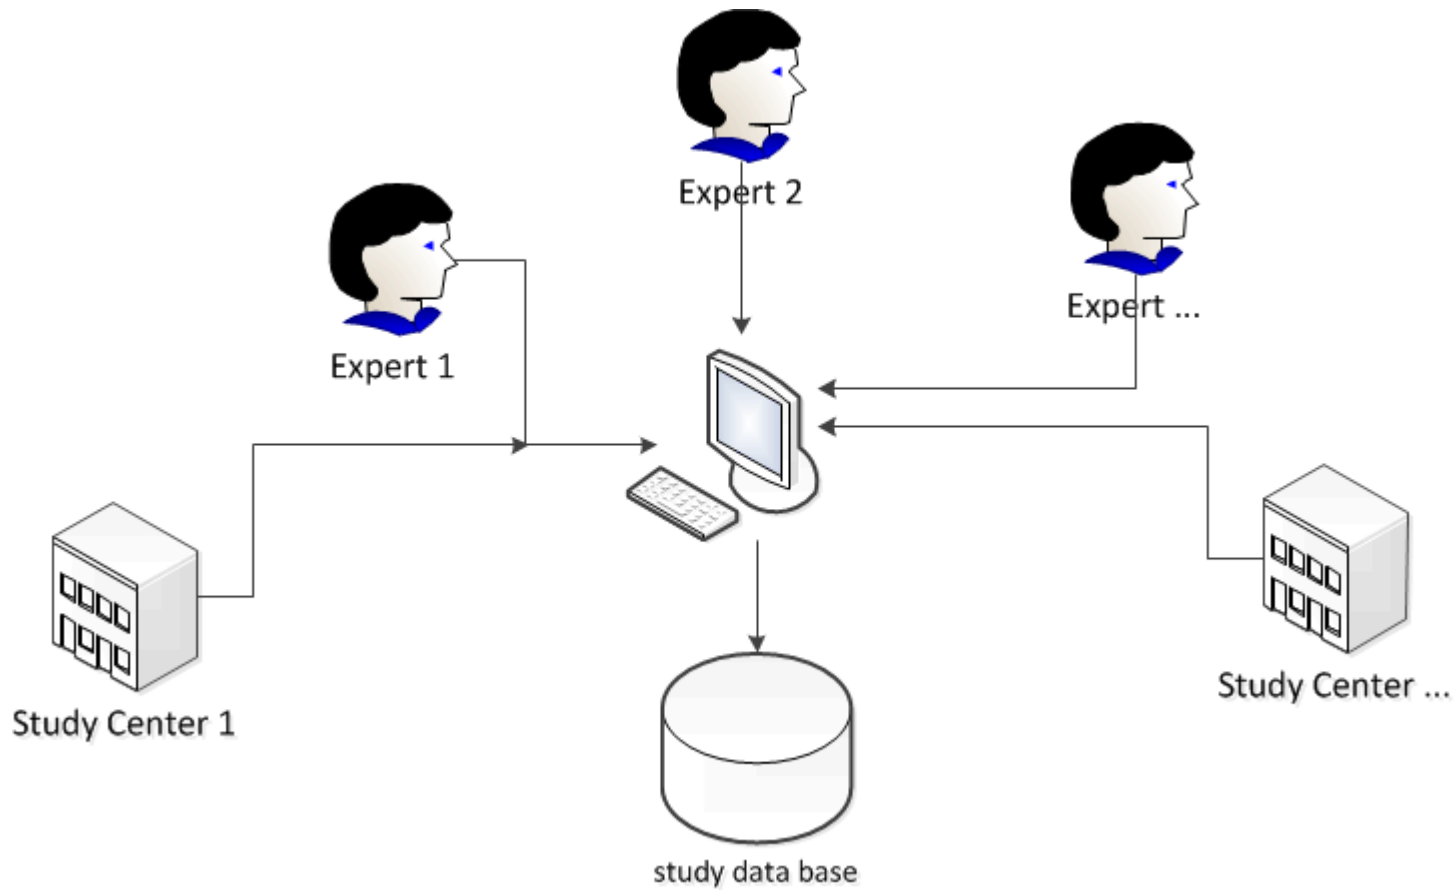 Expert 2
Expert ...
Expert 1
Study Center ...
Study Center 1
study data base